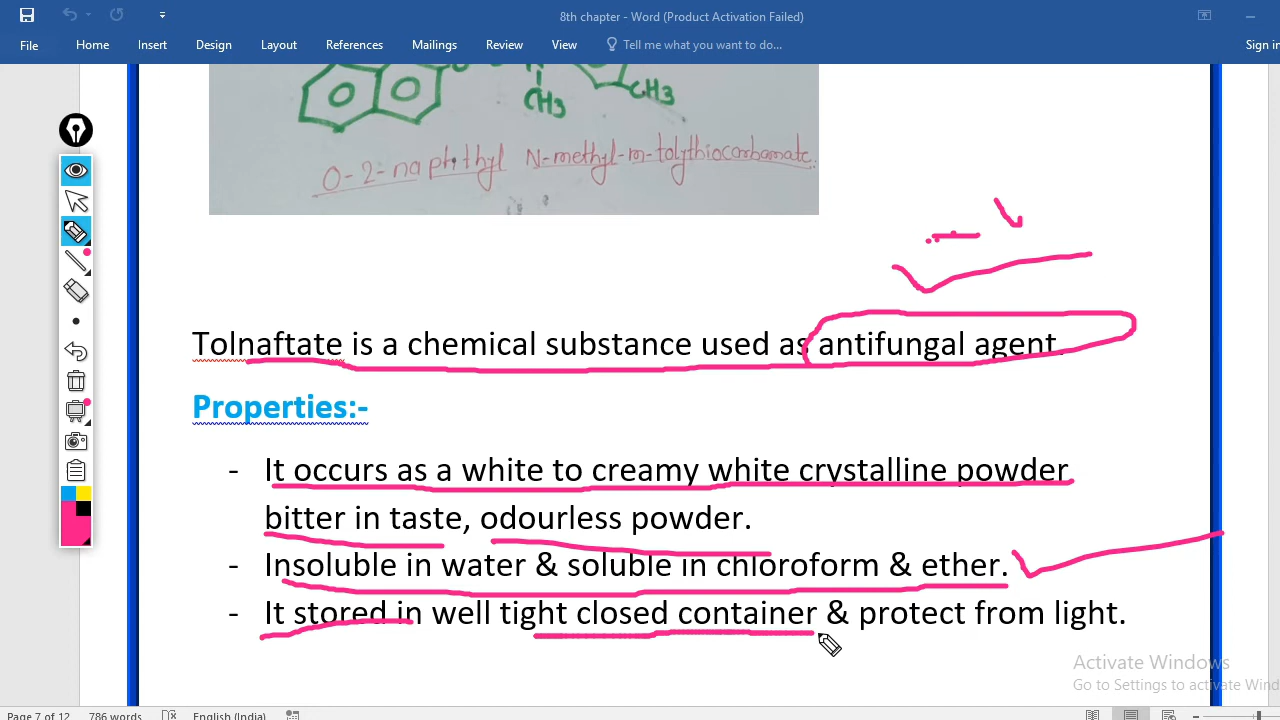 8th chapter - Word (Product Activation Failed)
File Home Insert Design Layout References Mailings Review View Tell me what you want to do... Sign in
CH3 CH3
O-2-naphthyl N-methyl-m-tolythiocarbamate.
Tolnaftate is a chemical substance used as antifungal agent.
Properties:-
- It occurs as a white to creamy white crystalline powder
bitter in taste, odourless powder.
- Insoluble in water & soluble in chloroform & ether.
- It stored in well tight closed container & protect from light.
Activate Windows
Go to Settings to activate Wind
Page 7 of 12 786 words English (India)